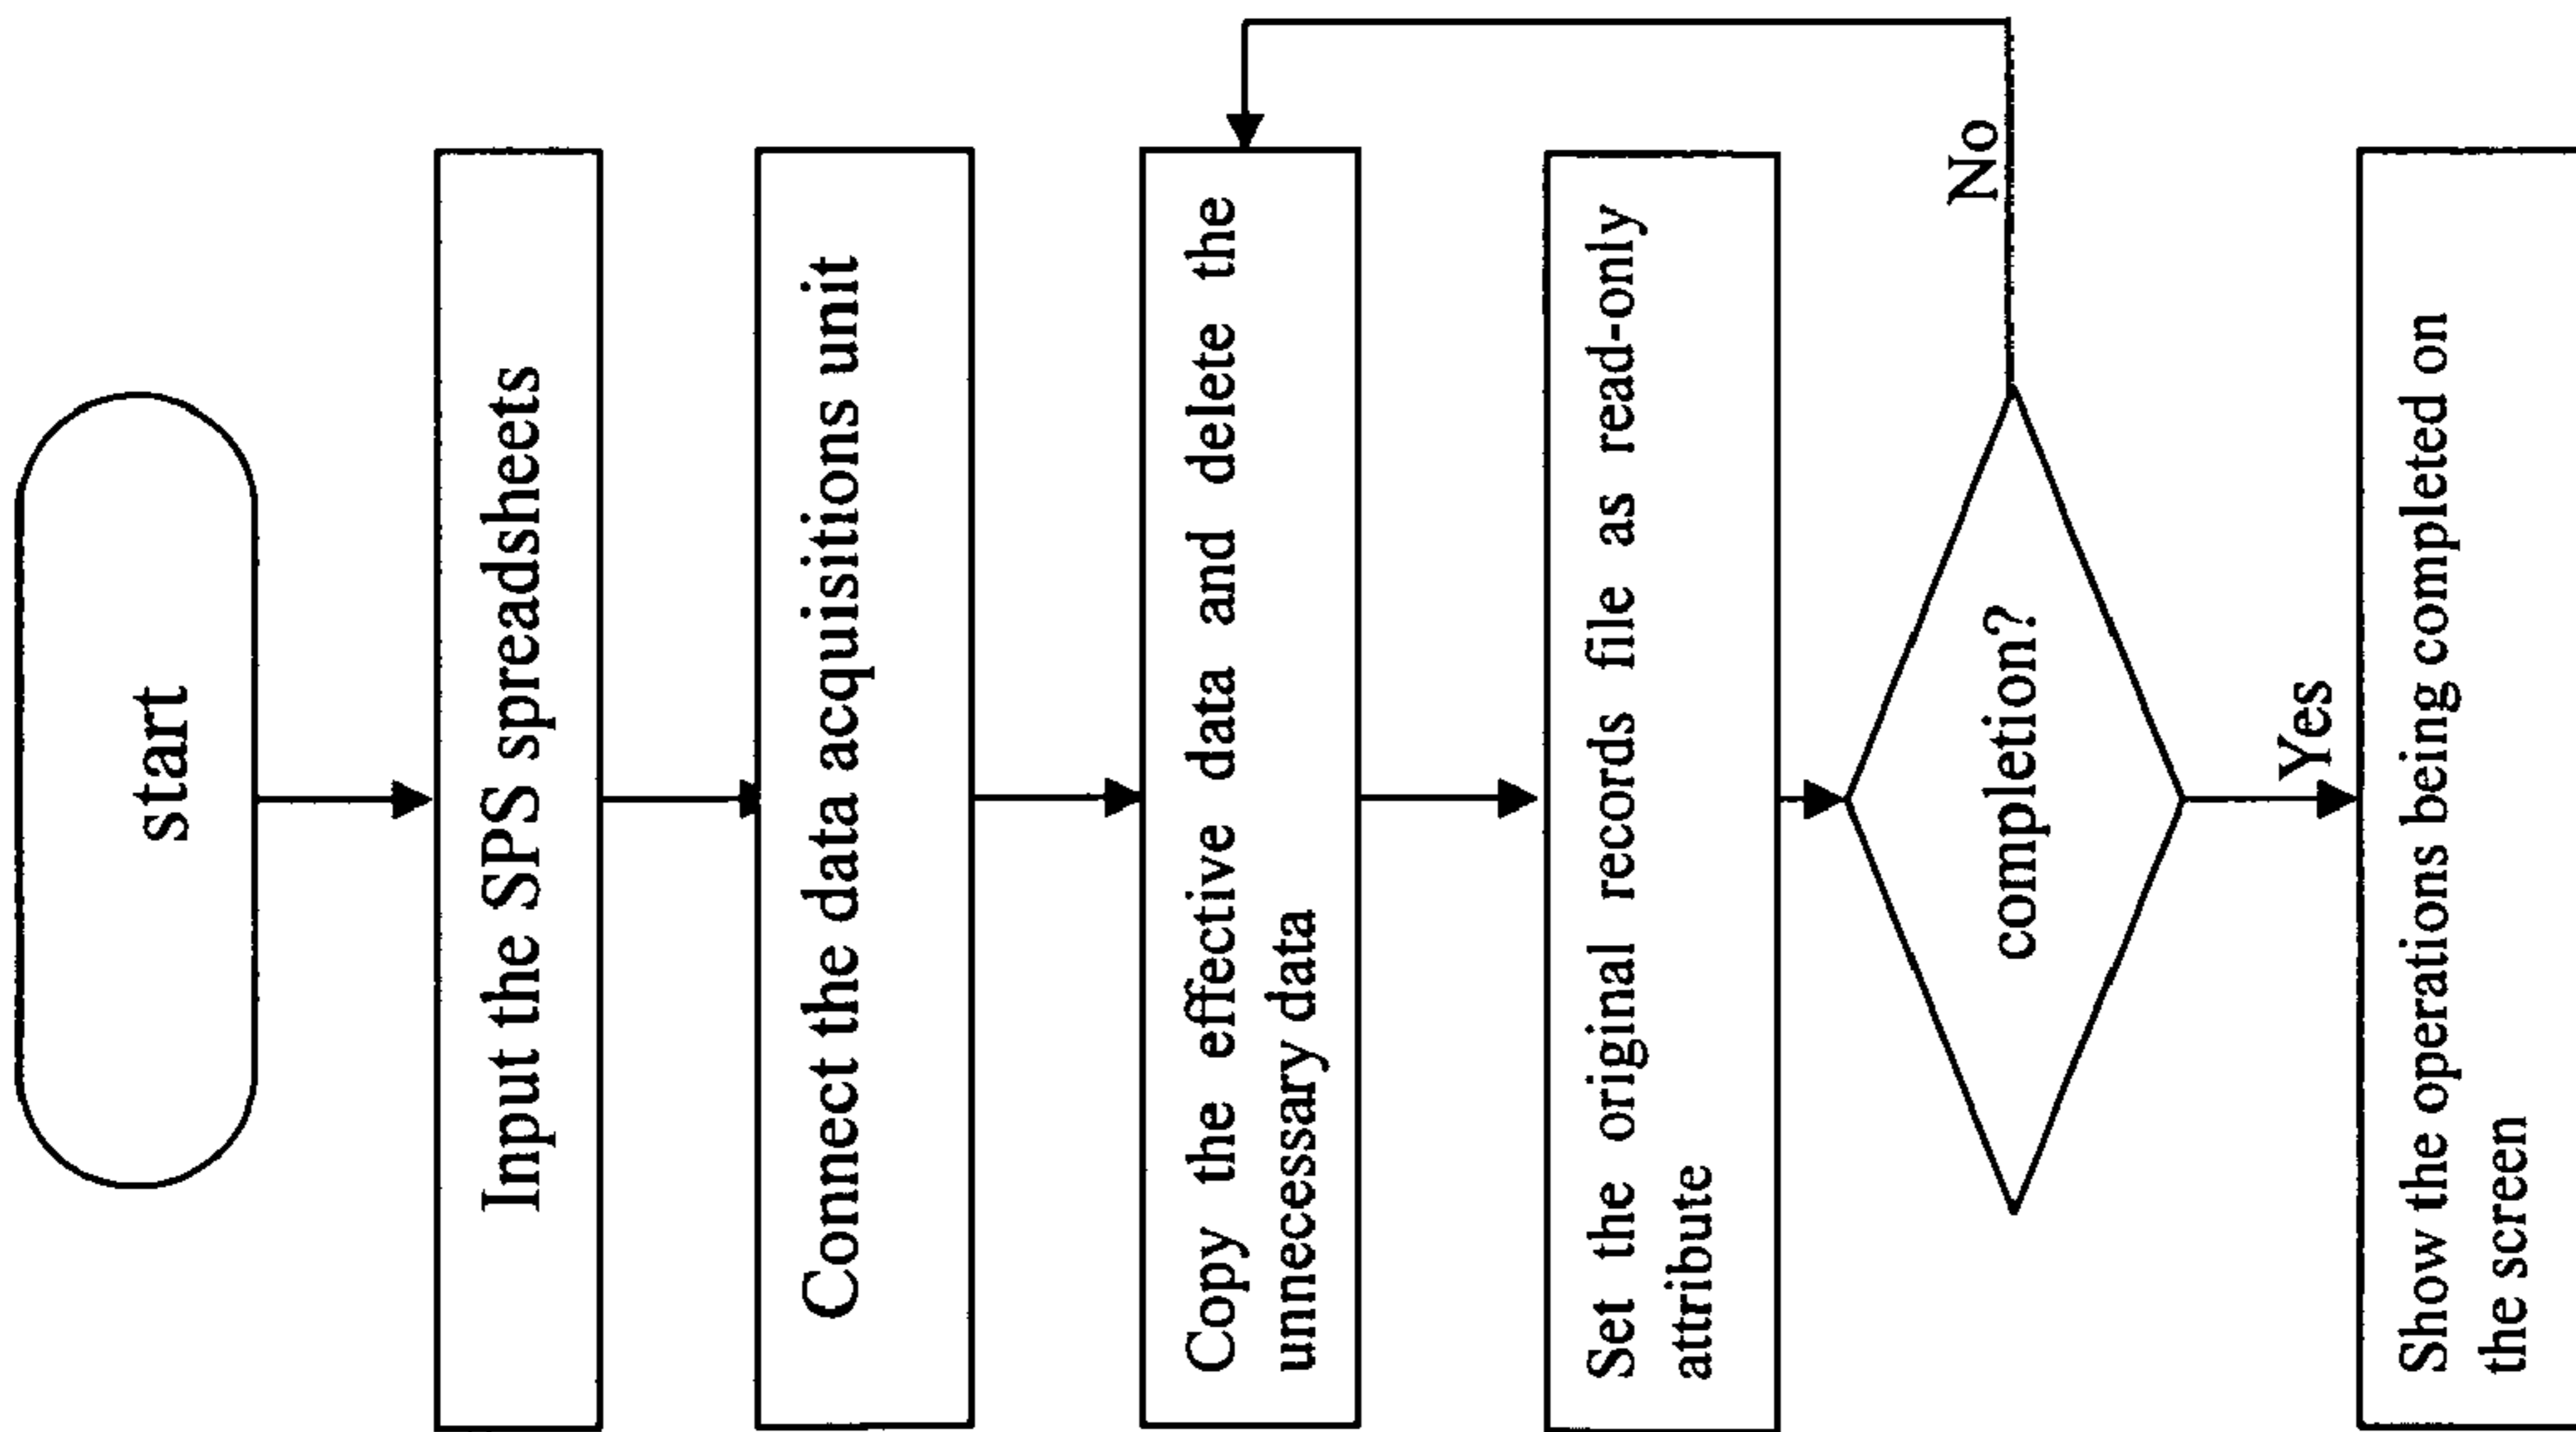 start
Input the SPS spreadsheets
Connect the data acquisitions unit
Copy the effective data and delete the
unnecessary data
Set the original records file as read-only
attribute
completion?
No
Yes
Show the operations being completed on
the screen